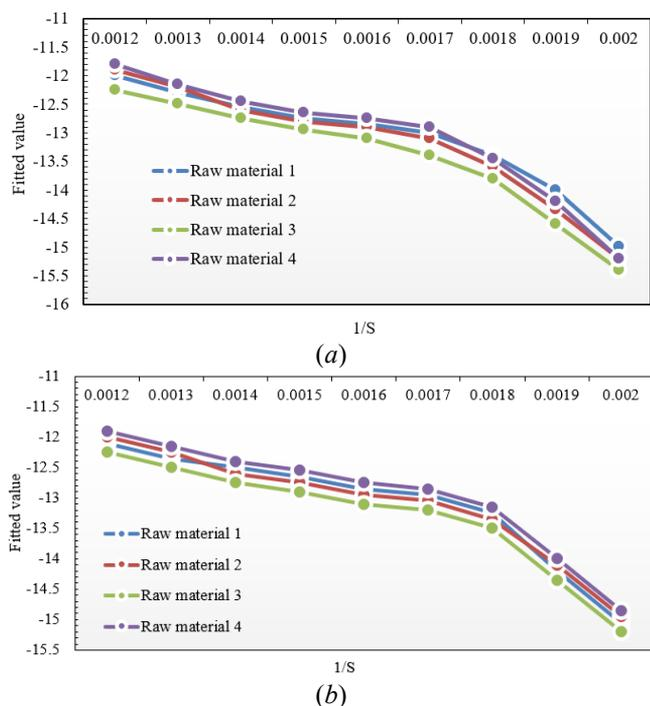 -11
0.0012 0.0013 0.0014 0.0015 0.0016 0.0017 0.0018 0.0019 0.002
-11.5
-12
-12.5
-13
-13.5
-14
-14.5
-15
-15.5
-16
Fitted value
Raw material 1
Raw material 2
Raw material 3
Raw material 4
1/S
(a)
-11
0.0012 0.0013 0.0014 0.0015 0.0016 0.0017 0.0018 0.0019 0.002
-11.5
-12
-12.5
-13
-13.5
-14
-14.5
-15
-15.5
Fitted value
Raw material 1
Raw material 2
Raw material 3
Raw material 4
1/S
(b)